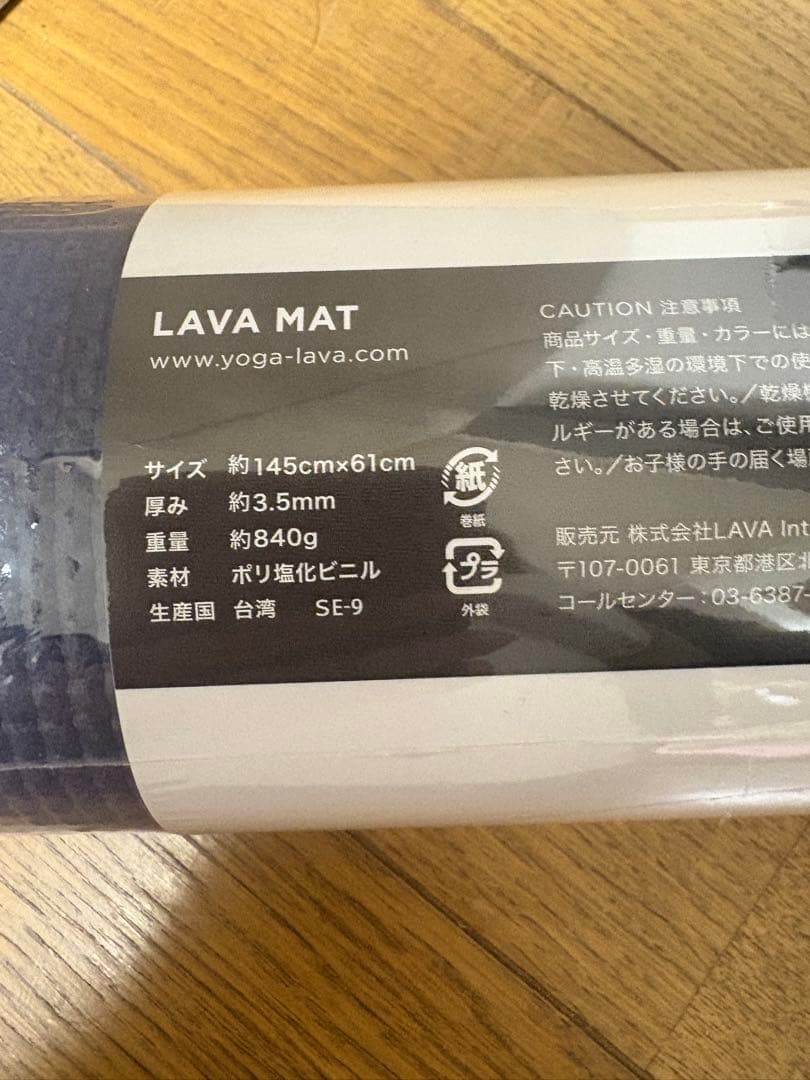 LAVA MAT
www.yoga-lava.com
サイズ 約145cm×61cm
厚み 約3.5mm
重量 約840g
素材 ポリ塩化ビニル
生産国 台湾 SE-9
紙
巻紙
プラ
外袋
CAUTION 注意事項
商品サイズ・重量・カラーには
下・高温多湿の環境下での使
乾燥させてください。／乾燥
ルギーがある場合は、ご使用
さい。／お子様の手の届く場
販売元 株式会社LAVA Int
〒107-0061 東京都港区北
コールセンター：03-6387-